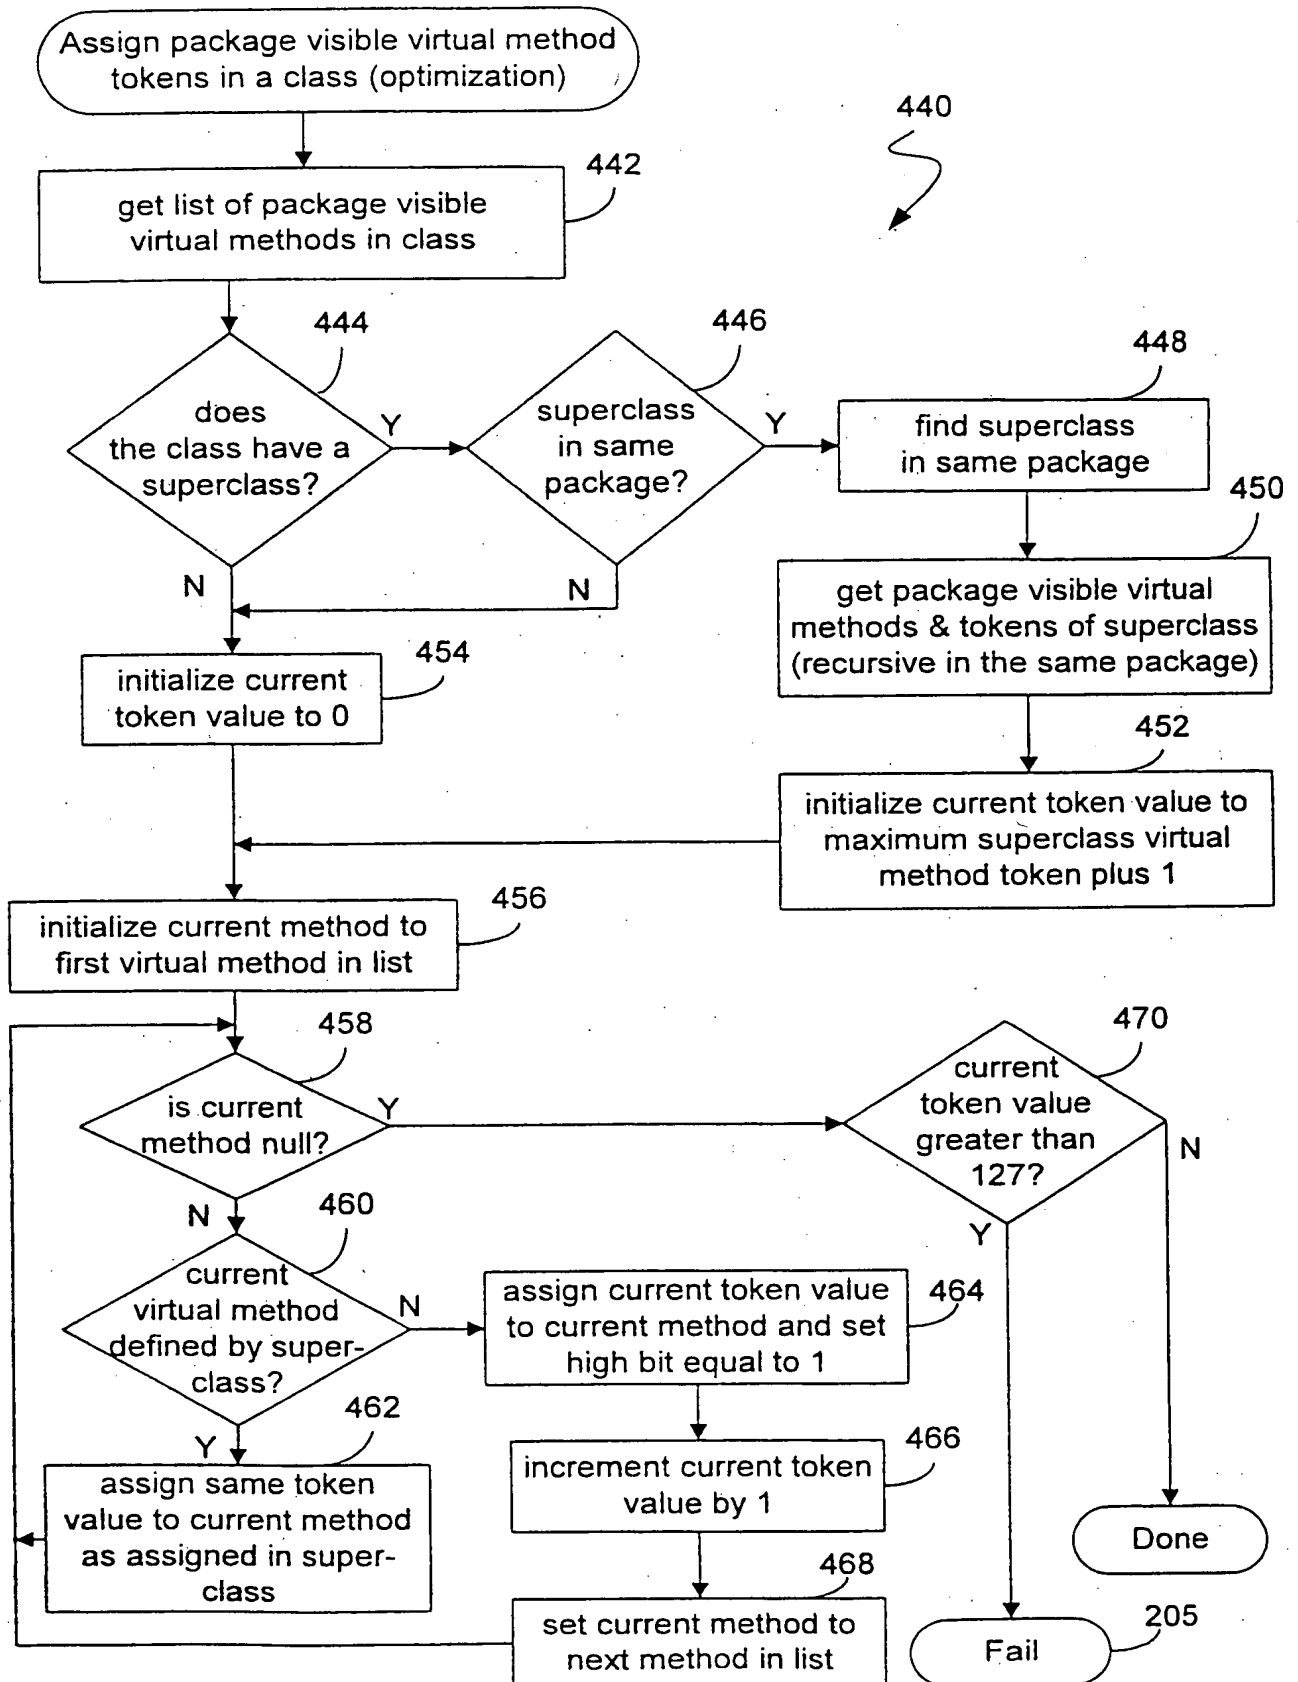 Assign package visible virtual method
tokens in a class (optimization)
440
442
get list of package visible
virtual methods in class
444
446
448
does
the class have a
superclass?
Y
superclass
in same
package?
Y
find superclass
in same package
450
N
N
get package visible virtual
methods & tokens of superclass
(recursive in the same package)
454
initialize current
token value to 0
452
initialize current token value to
maximum superclass virtual
method token plus 1
456
initialize current method to
first virtual method in list
458
470
is current
method null?
Y
current
token value
greater than
127?
N
Y
N
460
current
virtual method
defined by super-
class?
N
assign current token value
to current method and set
high bit equal to 1
464
462
Y
assign same token
value to current method
as assigned in super-
class
466
increment current token
value by 1
Done
468
set current method to
next method in list
Fail
205